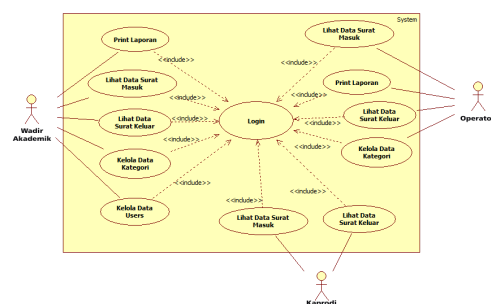 System
Print Laporan
Lihat Data Surat
Masuk
<<include>>
<<include>>
<<include>>
Lihat Data Surat
Masuk
<<include>>
Print Laporan
<<include>>
Wadir
Akademik
Lihat Data
Surat Keluar
<<include>>
Login
<<include>>
Lihat Data
Surat Keluar
Operato
Kelola Data
Kategori
<<include>>
Kelola Data
Kategori
<<include>>
Kelola Data
Users
<<include>>
<<include>>
Lihat Data Surat
Masuk
Lihat Data
Surat Keluar
Kaprodi